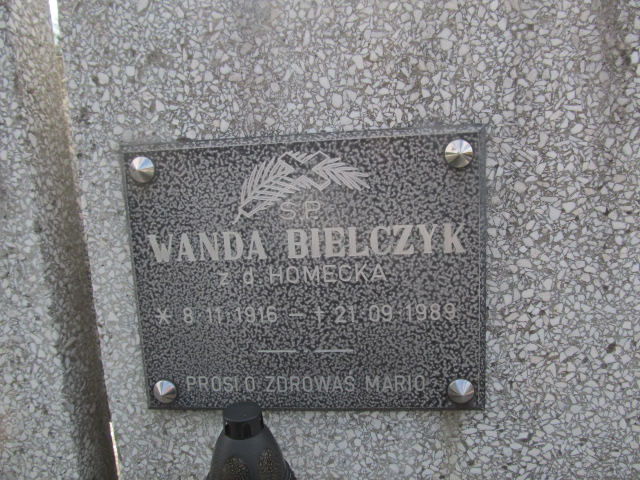 Ś.P.
WANDA BIELCZYK
z d. HOMECKA
* 8.11.1916 — † 21.09.1989
PROSI O ZDROWAŚ MARIO